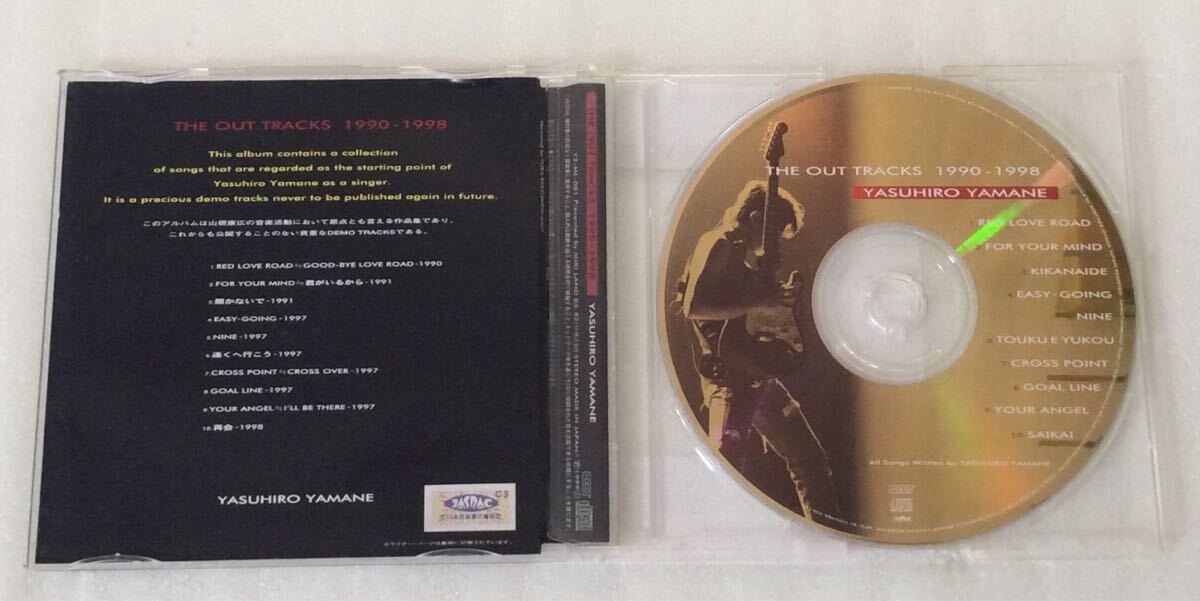 THE OUT TRACKS 1990-1998
This album contains a collection
of songs that are regarded as the starting point of
Yasuhiro Yamane as a singer.
It is a precious demo tracks never to be published again in future.
このアルバムは山根康広の音楽活動において原点とも言える作品集であり。
これからも公開することのない貴重なDEMO TRACKSである。
1. RED LOVE ROAD≒GOOD-BYE LOVE ROAD-1990
2. FOR YOUR MIND≒君がいるから-1991
3. 聞かないで-1991
4. EASY-GOING-1997
5. NINE-1997
6.遠くへ行こう-1997
7. CROSS POINT≒CROSS OVER-1997
8. GOAL LINE-1997
9. YOUR ANGEL≒I'LL BE THERE-1997
10. 再会-1998
YASUHIRO YAMANE
JASRAC
THE OUT TRACKS 1990-1998
YASUHIRO YAMANE
STEREO MADE IN JAPAN
THE OUT TRACKS 1990-1998
YASUHIRO YAMANE
1 RED LOVE ROAD
FOR YOUR MIND
KIKANAIDE
4 EASY-GOING
NINE
6 TOUKU E YUKOU
7 CROSS POINT
8 GOAL LINE
9 YOUR ANGEL
10 SAIKAI
All Songs Written by YASUHIRO YAMANE